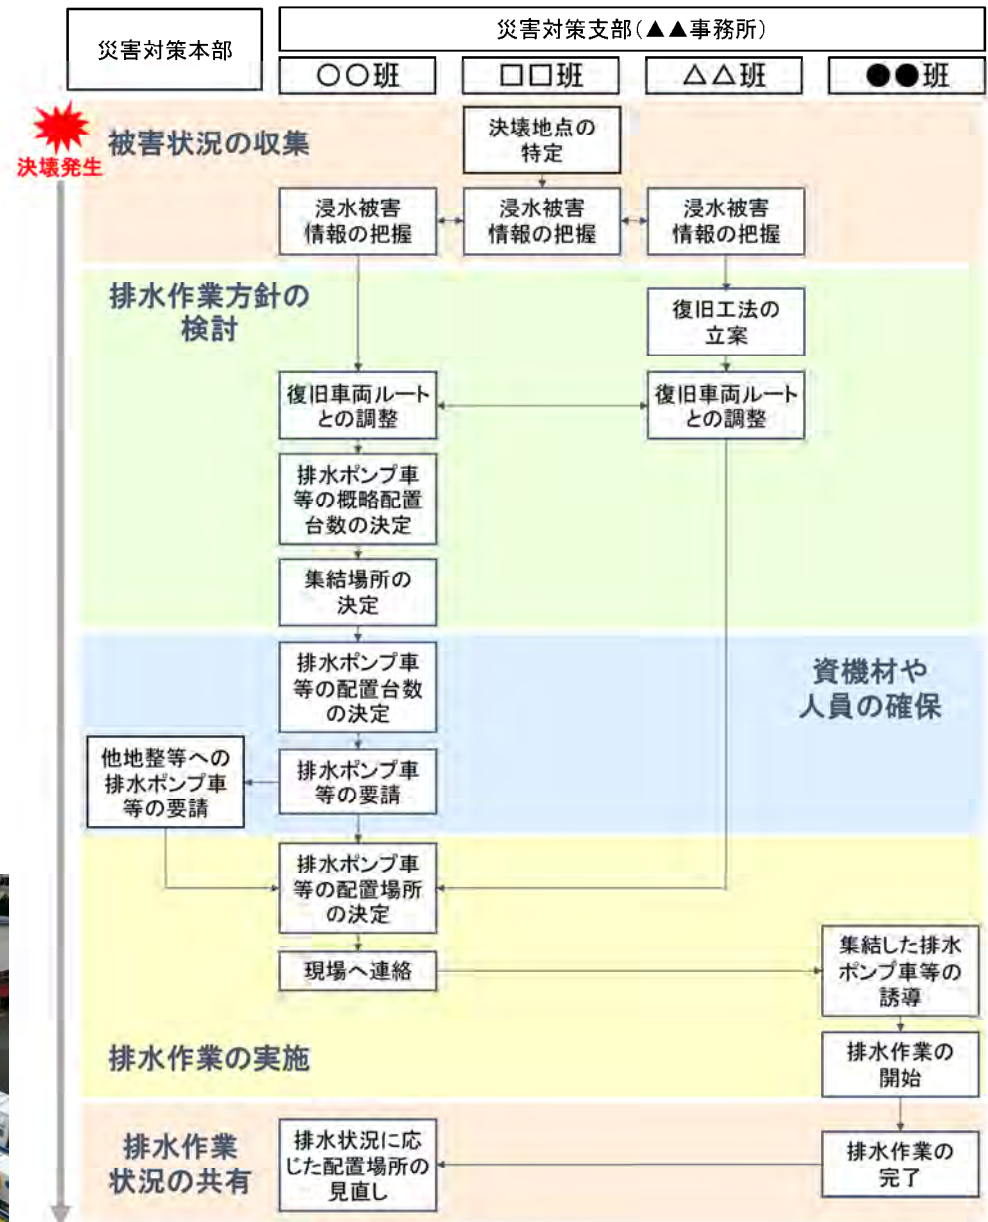 災害対策本部
災害対策支部(▲▲事務所)
○○班
□□班
△△班
●●班
決壊発生
被害状況の収集
決壊地点の
特定
浸水被害
情報の把握
浸水被害
情報の把握
浸水被害
情報の把握
排水作業方針の
検討
復旧工法の
立案
復旧車両ルート
との調整
復旧車両ルート
との調整
排水ポンプ車
等の概略配置
台数の決定
集結場所の
決定
排水ポンプ車
等の配置台数
の決定
資機材や
人員の確保
他地整等への
排水ポンプ車
等の要請
排水ポンプ車
等の要請
排水ポンプ車
等の配置場所
の決定
現場へ連絡
集結した排水
ポンプ車等の
誘導
排水作業の実施
排水作業の
開始
排水作業
状況の共有
排水状況に応
じた配置場所の
見直し
排水作業の
完了